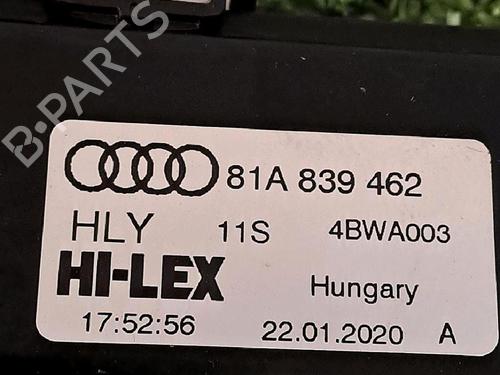 B-PARTS
81A 839 462
HLY 11S 4BWA003
HI-LEX Hungary
17:52:56 22.01.2020 A